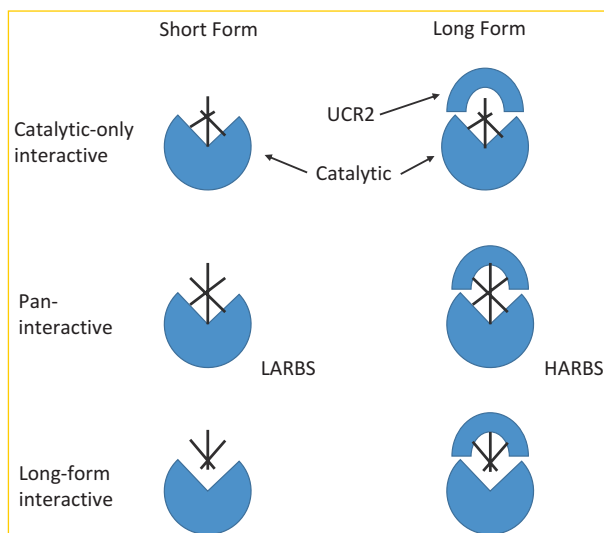 Short Form
Long Form
UCR2
Catalytic-only
interactive
Catalytic
Pan-
interactive
LARBS
HARBS
Long-form
interactive